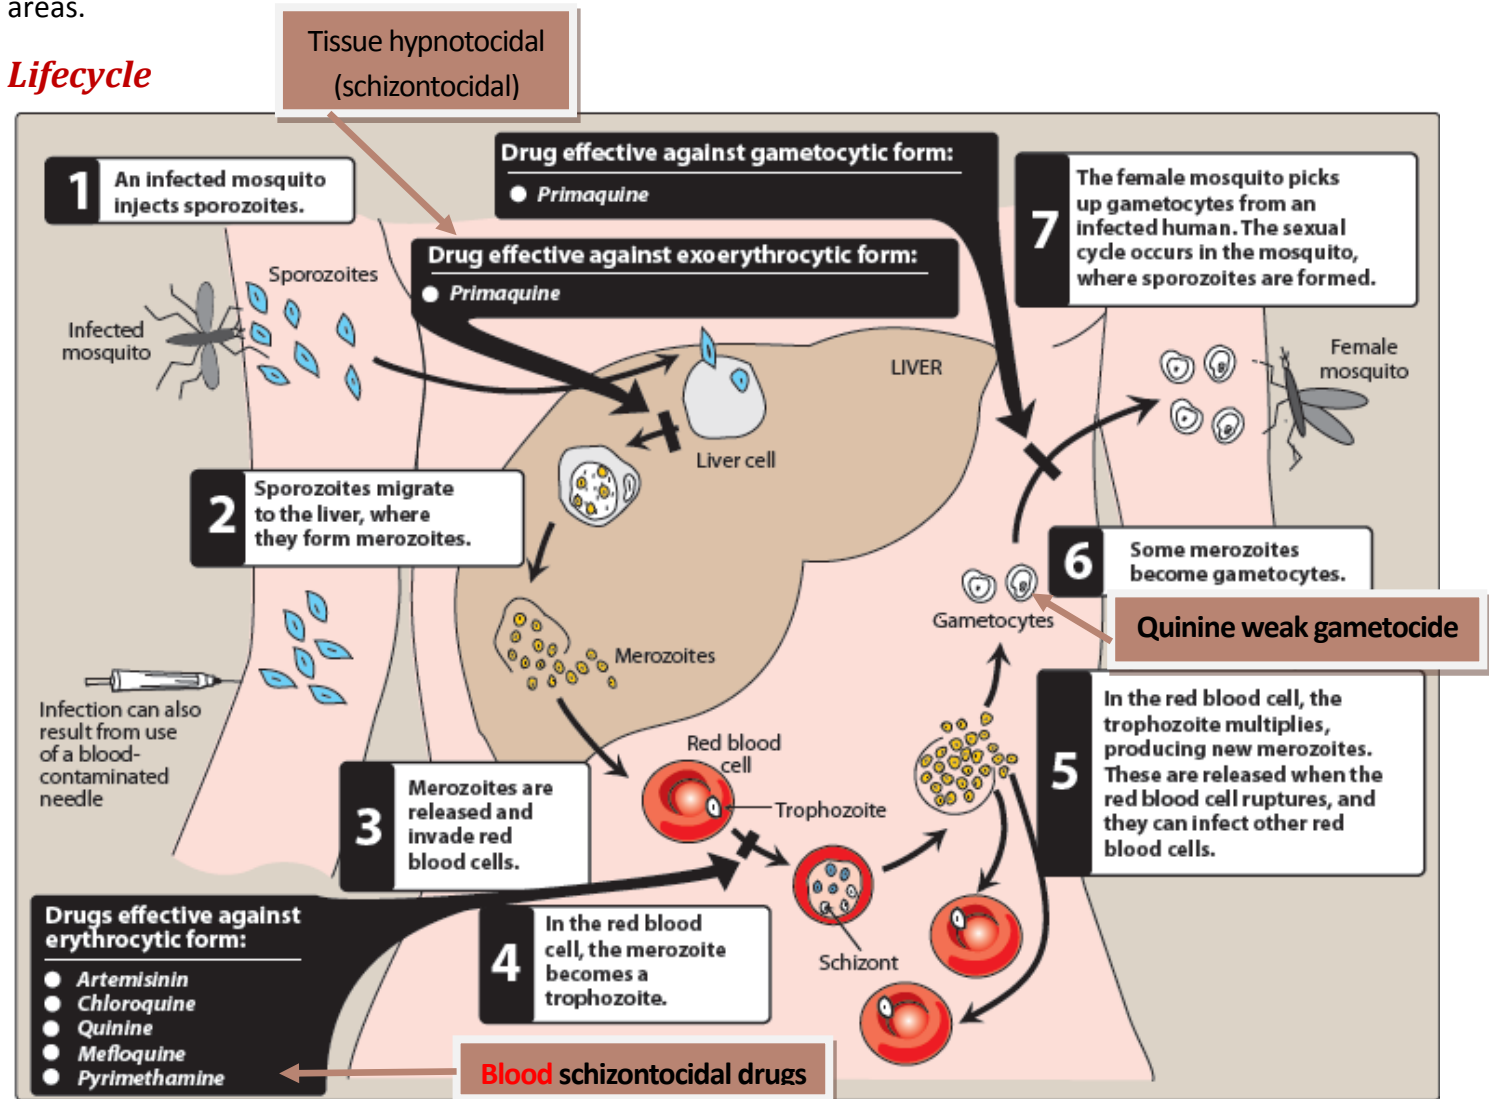 areas.
Lifecycle
Tissue hypnotocidal
(schizontocidal)
1
An infected mosquito
injects sporozoites.
Drug effective against gametocytic form:
Primaquine
Drug effective against exoerythrocytic form:
Primaquine
7
The female mosquito picks
up gametocytes from an
infected human. The sexual
cycle occurs in the mosquito,
where sporozoites are formed.
Sporozoites
Infected
mosquito
LIVER
Female
mosquito
Liver cell
2
Sporozoites migrate
to the liver, where
they form merozoites.
6
Some merozoites
become gametocytes.
Gametocytes
Quinine weak gametocide
Merozoites
Infection can also
result from use
of a blood-
contaminated
needle
5
In the red blood cell, the
trophozoite multiplies,
producing new merozoites.
These are released when the
red blood cell ruptures, and
they can infect other red
blood cells.
Red blood
cell
Trophozoite
3
Merozoites are
released and
invade red
blood cells.
Schizont
4
In the red blood
cell, the merozoite
becomes a
trophozoite.
Drugs effective against
erythrocytic form:
Artemisinin
Chloroquine
Quinine
Mefloquine
Pyrimethamine
Blood schizontocidal drugs